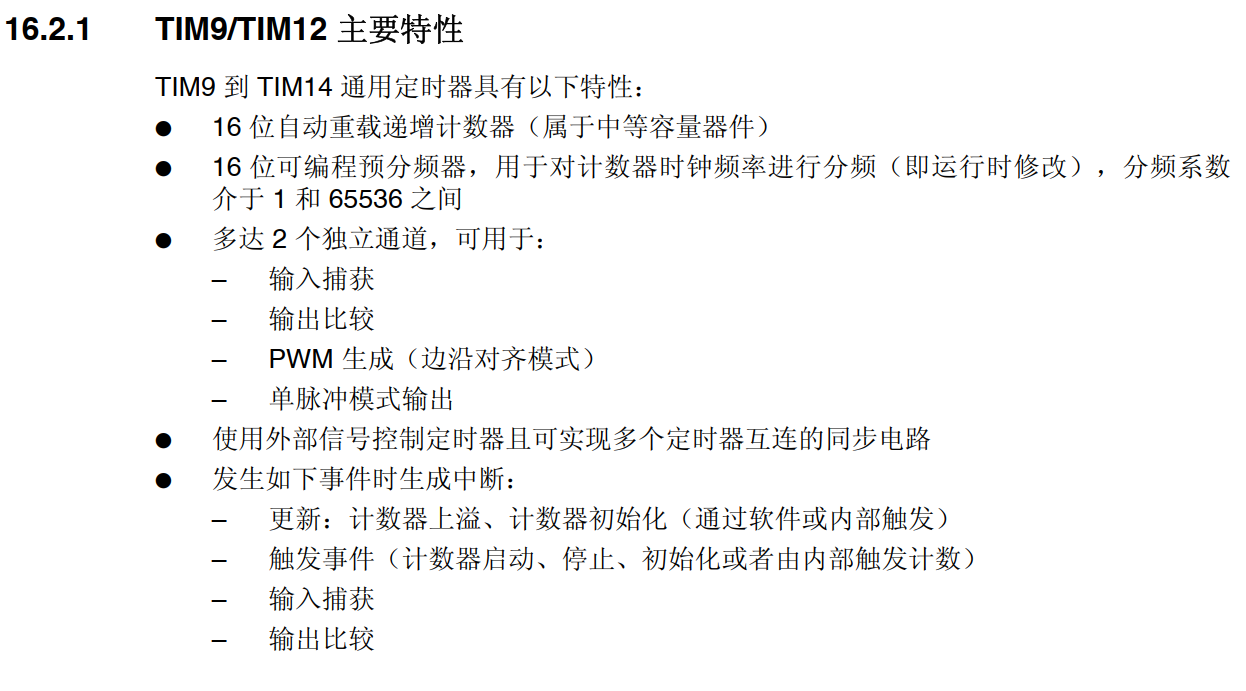 16.2.1 TIM9/TIM12 主要特性
TIM9 到 TIM14 通用定时器具有以下特性：
● 16 位自动重载递增计数器（属于中等容量器件）
● 16 位可编程预分频器，用于对计数器时钟频率进行分频（即运行时修改），分频系数
介于 1 和 65536 之间
● 多达 2 个独立通道，可用于：
– 输入捕获
– 输出比较
– PWM 生成（边沿对齐模式）
– 单脉冲模式输出
● 使用外部信号控制定时器且可实现多个定时器互连的同步电路
● 发生如下事件时生成中断：
– 更新：计数器上溢、计数器初始化（通过软件或内部触发）
– 触发事件（计数器启动、停止、初始化或者由内部触发计数）
– 输入捕获
– 输出比较